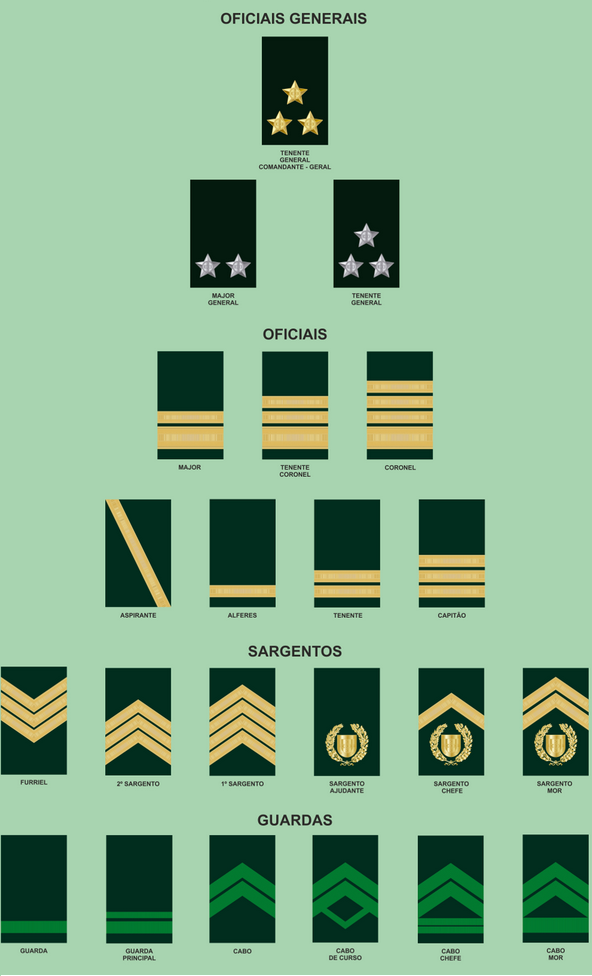 OFICIAIS GENERAIS
TENENTE
GENERAL
COMANDANTE - GERAL
MAJOR
GENERAL
TENENTE
GENERAL
OFICIAIS
MAJOR
TENENTE
CORONEL
CORONEL
ASPIRANTE
ALFERES
TENENTE
CAPITÃO
SARGENTOS
FURRIEL
2º SARGENTO
1º SARGENTO
SARGENTO
AJUDANTE
SARGENTO
CHEFE
SARGENTO
MOR
GUARDAS
GUARDA
GUARDA
PRINCIPAL
CABO
CABO
DE CURSO
CABO
CHEFE
CABO
MOR